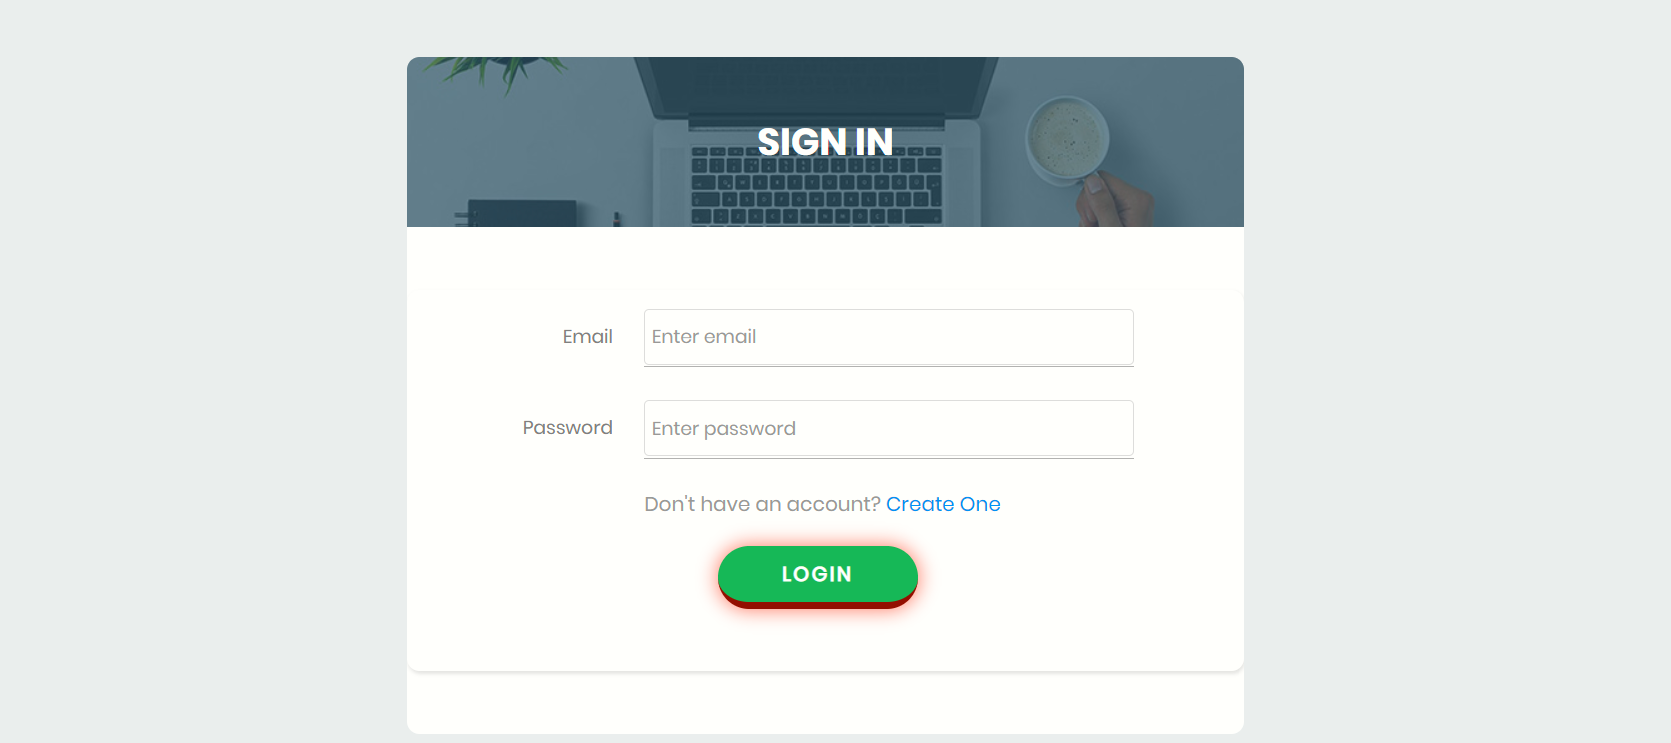 SIGN IN
Email
Enter email
Password
Enter password
Don't have an account? Create One
LOGIN